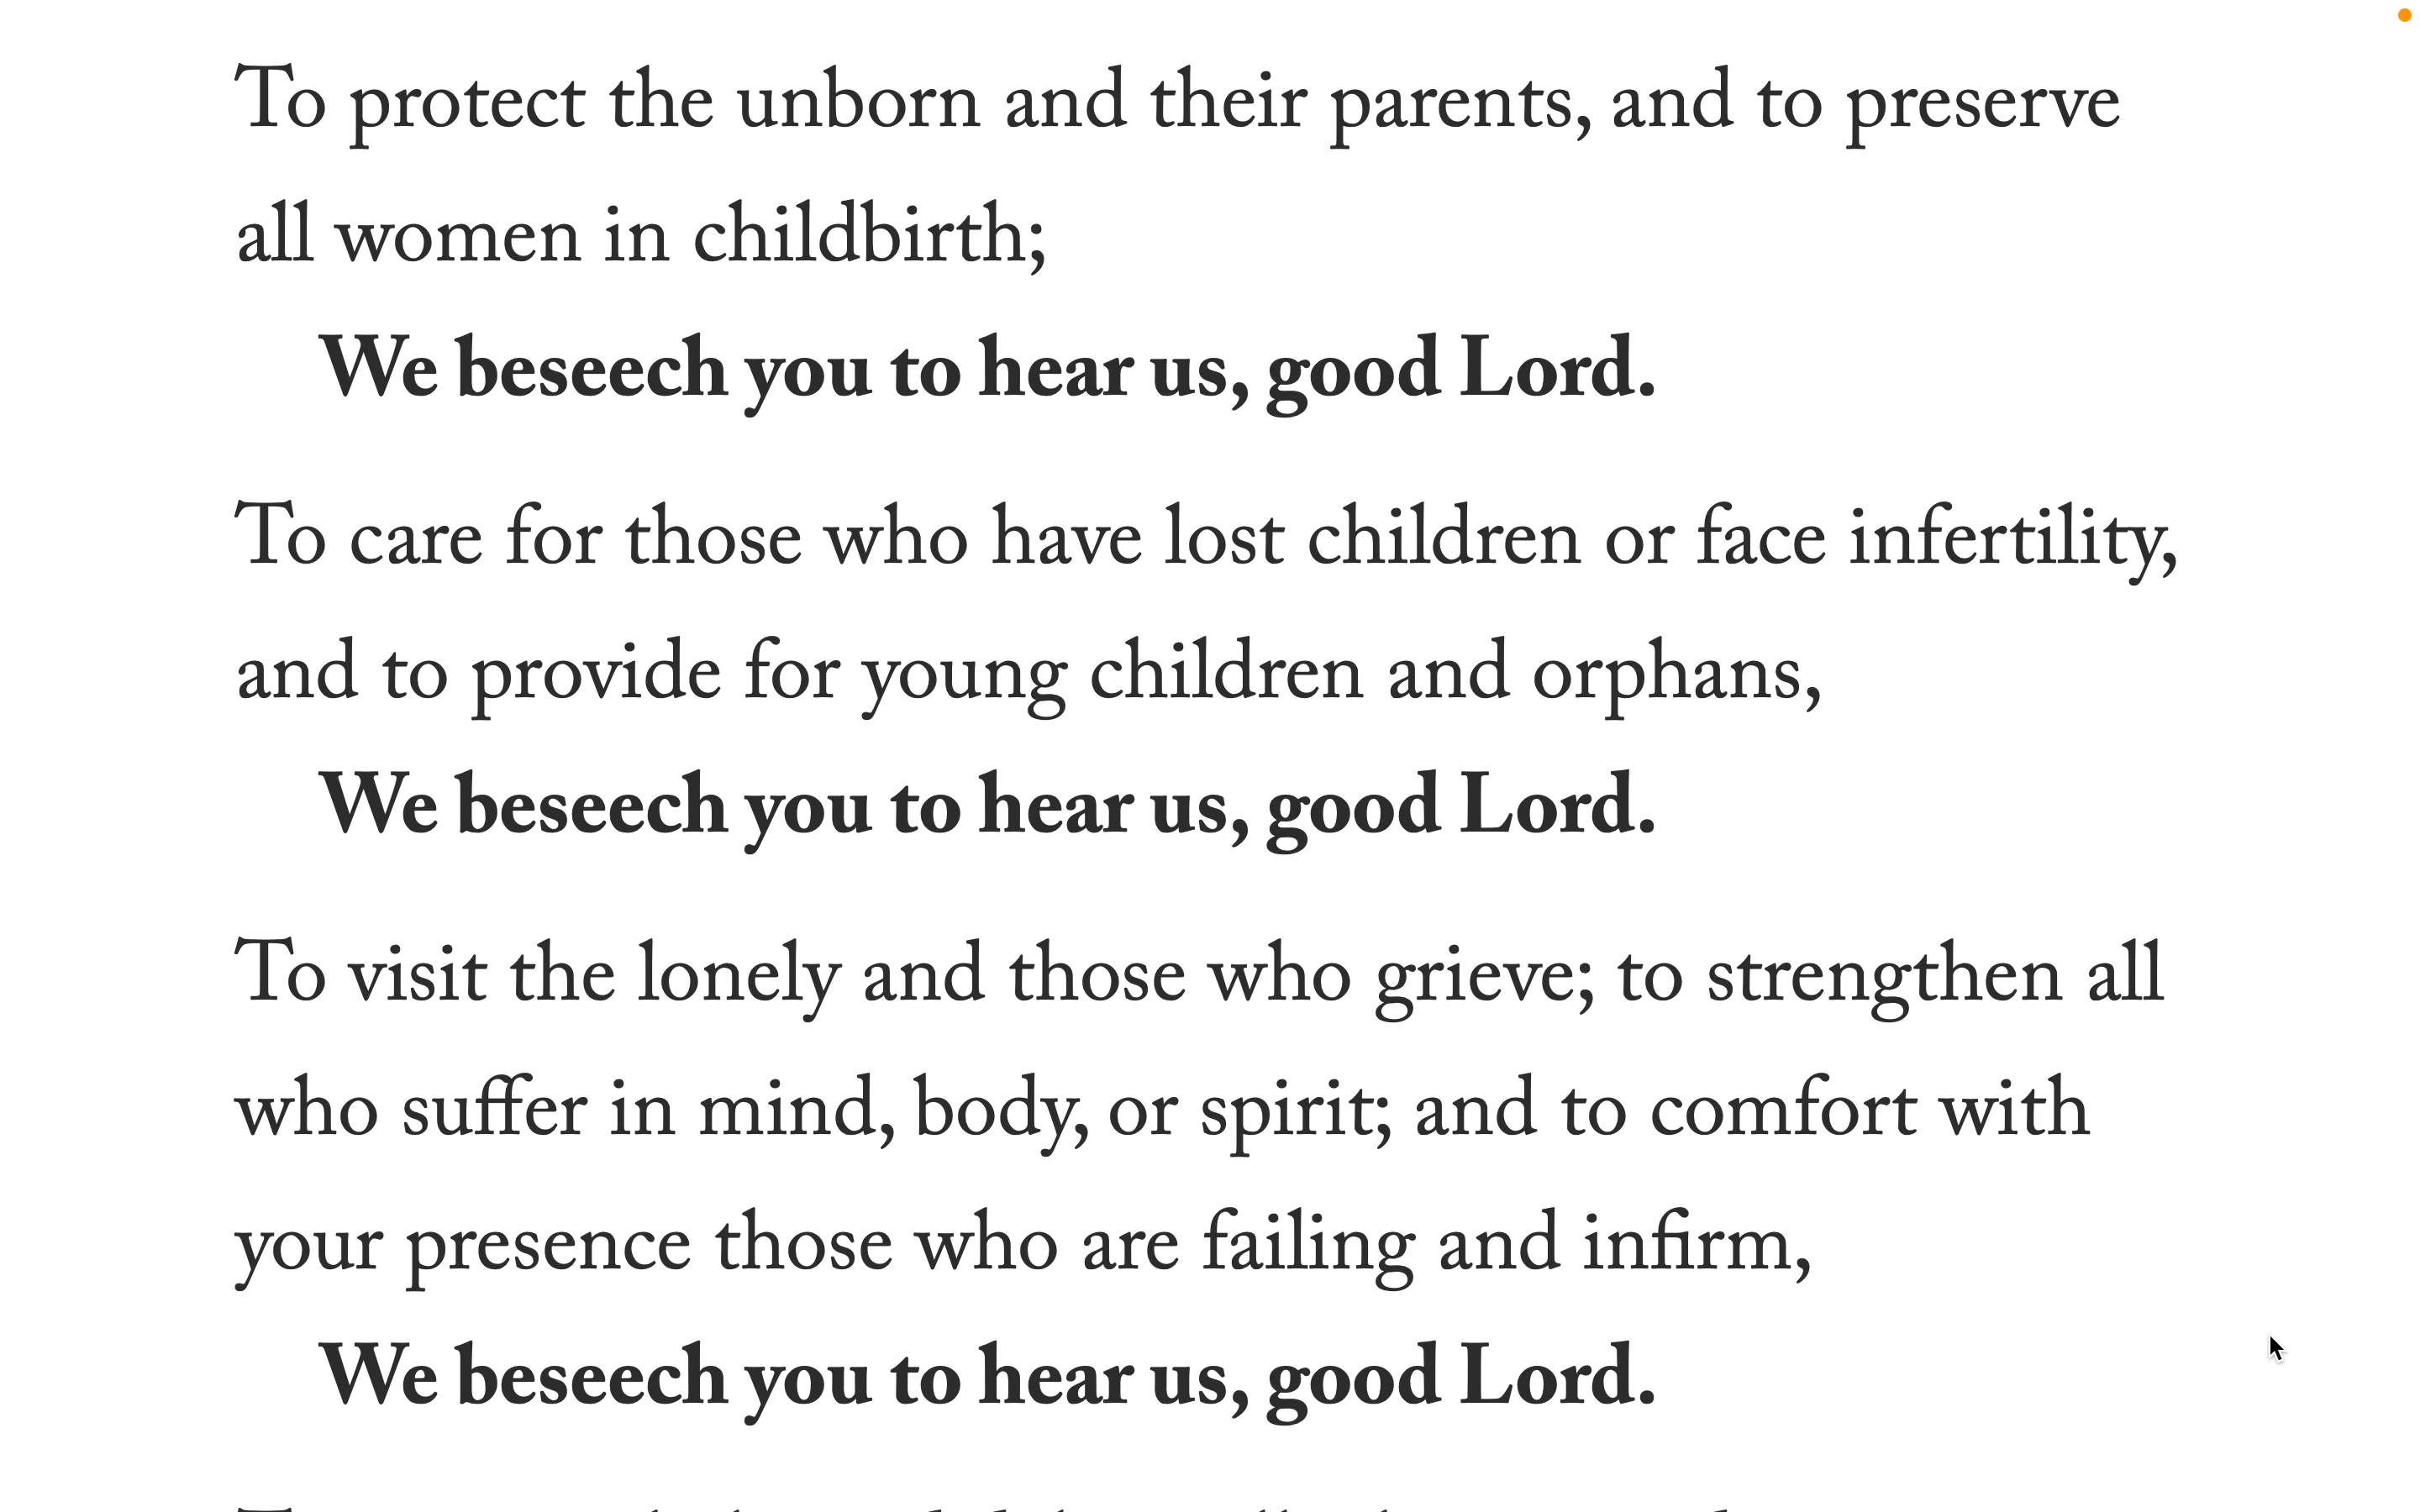 To protect the unborn and their parents, and to preserve
all women in childbirth;
We beseech you to hear us, good Lord.
To care for those who have lost children or face infertility,
and to provide for young children and orphans,
We beseech you to hear us, good Lord.
To visit the lonely and those who grieve; to strengthen all
who suffer in mind, body, or spirit; and to comfort with
your presence those who are failing and infirm,
We beseech you to hear us, good Lord.